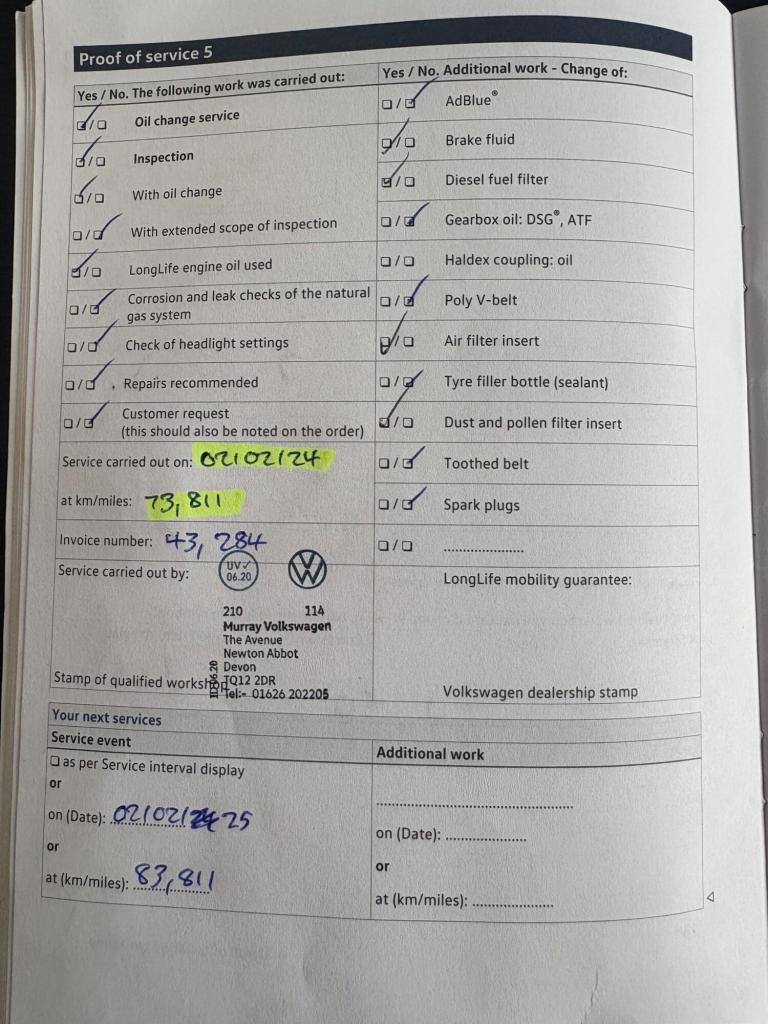 Proof of service 5
Yes / No. The following work was carried out:
☑/☐ Oil change service
☑/☐ Inspection
☑/☐ With oil change
☐/☑ With extended scope of inspection
☑/☐ LongLife engine oil used
☐/☑ Corrosion and leak checks of the natural
gas system
☐/☑ Check of headlight settings
☐/☑ Repairs recommended
☐/☑ Customer request
(this should also be noted on the order)
Service carried out on: 02/02/24
at km/miles: 73,811
Invoice number: 43,284
Service carried out by:
UV✓
06.20
VW
210 114
Murray Volkswagen
The Avenue
Newton Abbot
Devon
TQ12 2DR
Tel:- 01626 202205
Stamp of qualified workshop
Yes / No. Additional work - Change of:
☐/☑ AdBlue®
☑/☐ Brake fluid
☑/☐ Diesel fuel filter
☐/☑ Gearbox oil: DSG®, ATF
☐/☐ Haldex coupling: oil
☐/☑ Poly V-belt
☑/☐ Air filter insert
☐/☑ Tyre filler bottle (sealant)
☑/☐ Dust and pollen filter insert
☐/☑ Toothed belt
☐/☑ Spark plugs
☐/☐ ....................
LongLife mobility guarantee:
Volkswagen dealership stamp
Your next services
Service event
☐ as per Service interval display
or
on (Date): 02/02/25
or
at (km/miles): 83,811
Additional work
..................................................
on (Date): ....................
or
at (km/miles): ....................